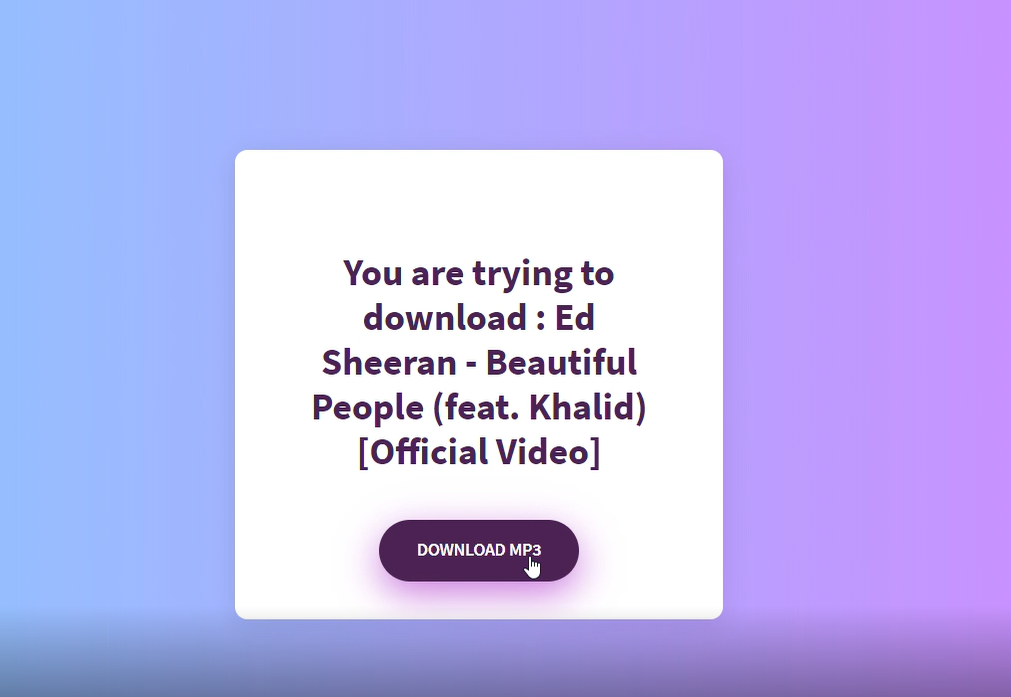 You are trying to
download : Ed
Sheeran - Beautiful
People (feat. Khalid)
[Official Video]
DOWNLOAD MP3